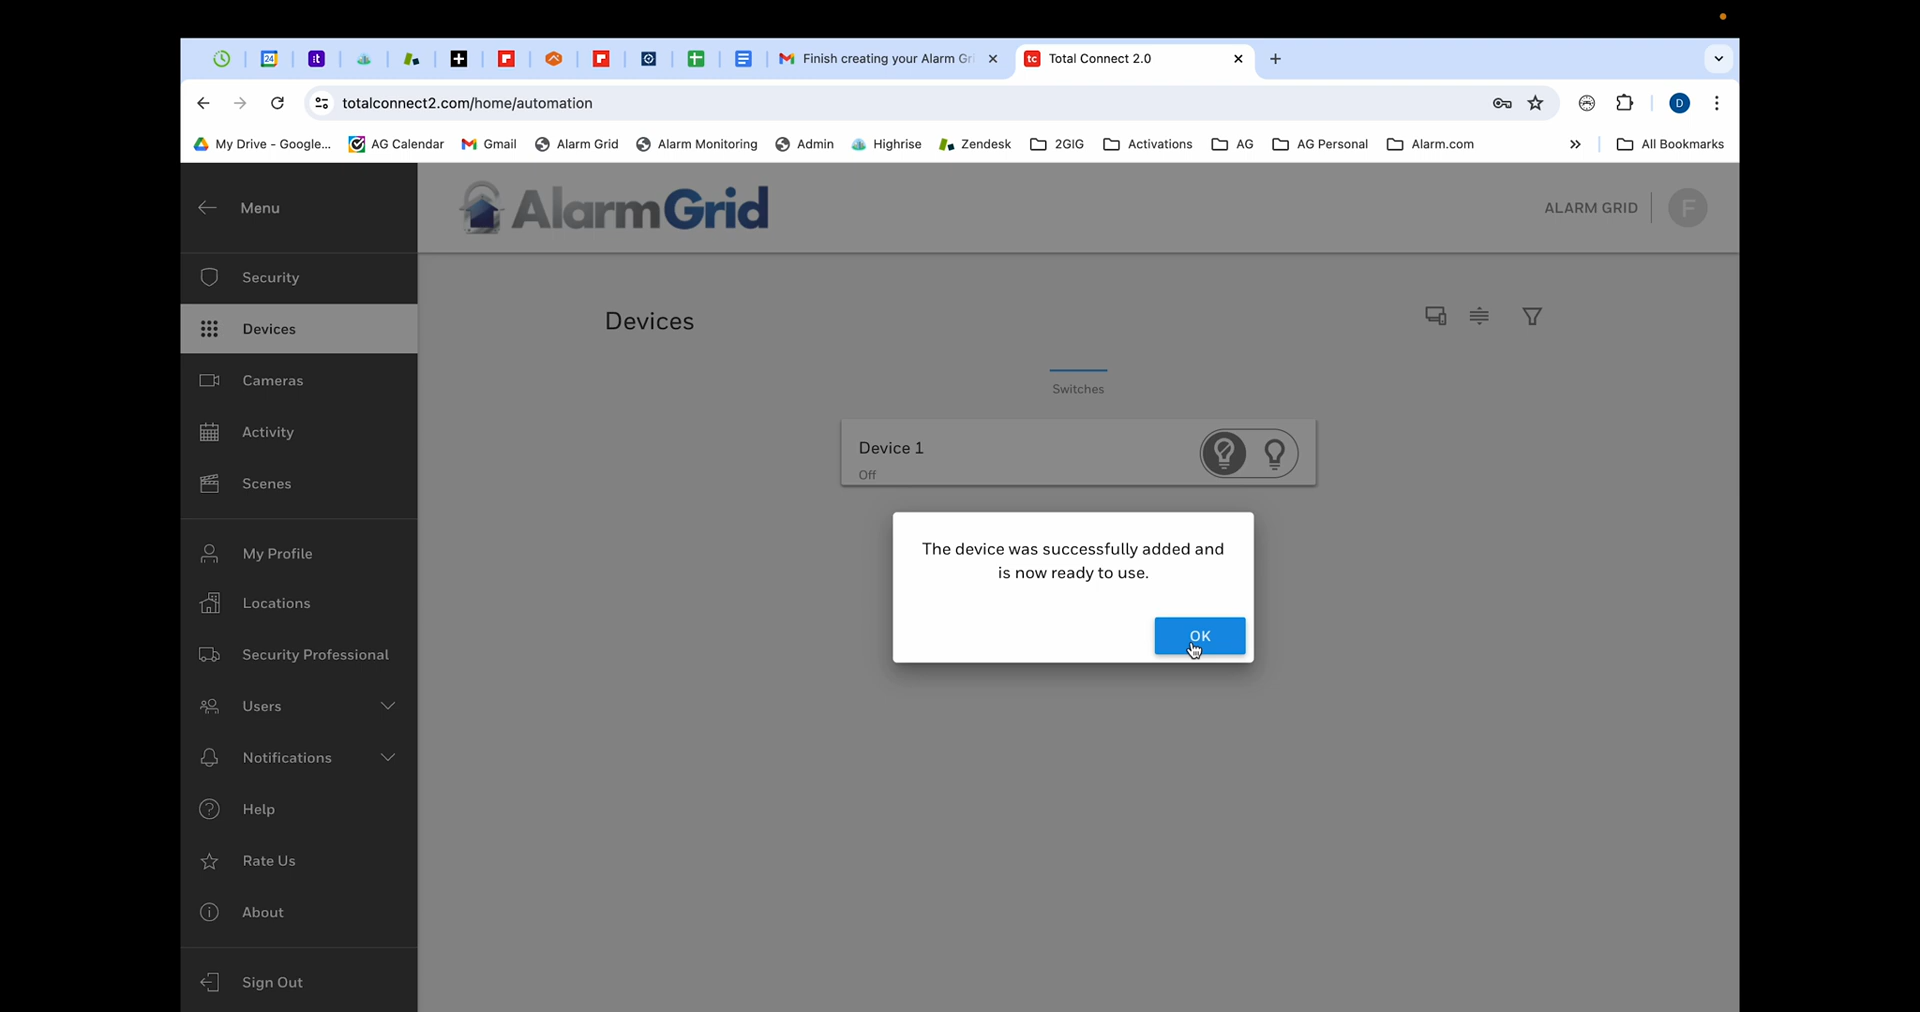 Finish creating your Alarm Gri
Total Connect 2.0
totalconnect2.com/home/automation
D
My Drive - Google...
AG Calendar
Gmail
Alarm Grid
Alarm Monitoring
Admin
Highrise
Zendesk
2GIG
Activations
AG
AG Personal
Alarm.com
All Bookmarks
Menu
AlarmGrid
ALARM GRID
F
Security
Devices
Cameras
Activity
Scenes
My Profile
Locations
Security Professional
Users
Notifications
Help
Rate Us
About
Sign Out
Devices
Switches
Device 1
Off
The device was successfully added and
is now ready to use.
OK